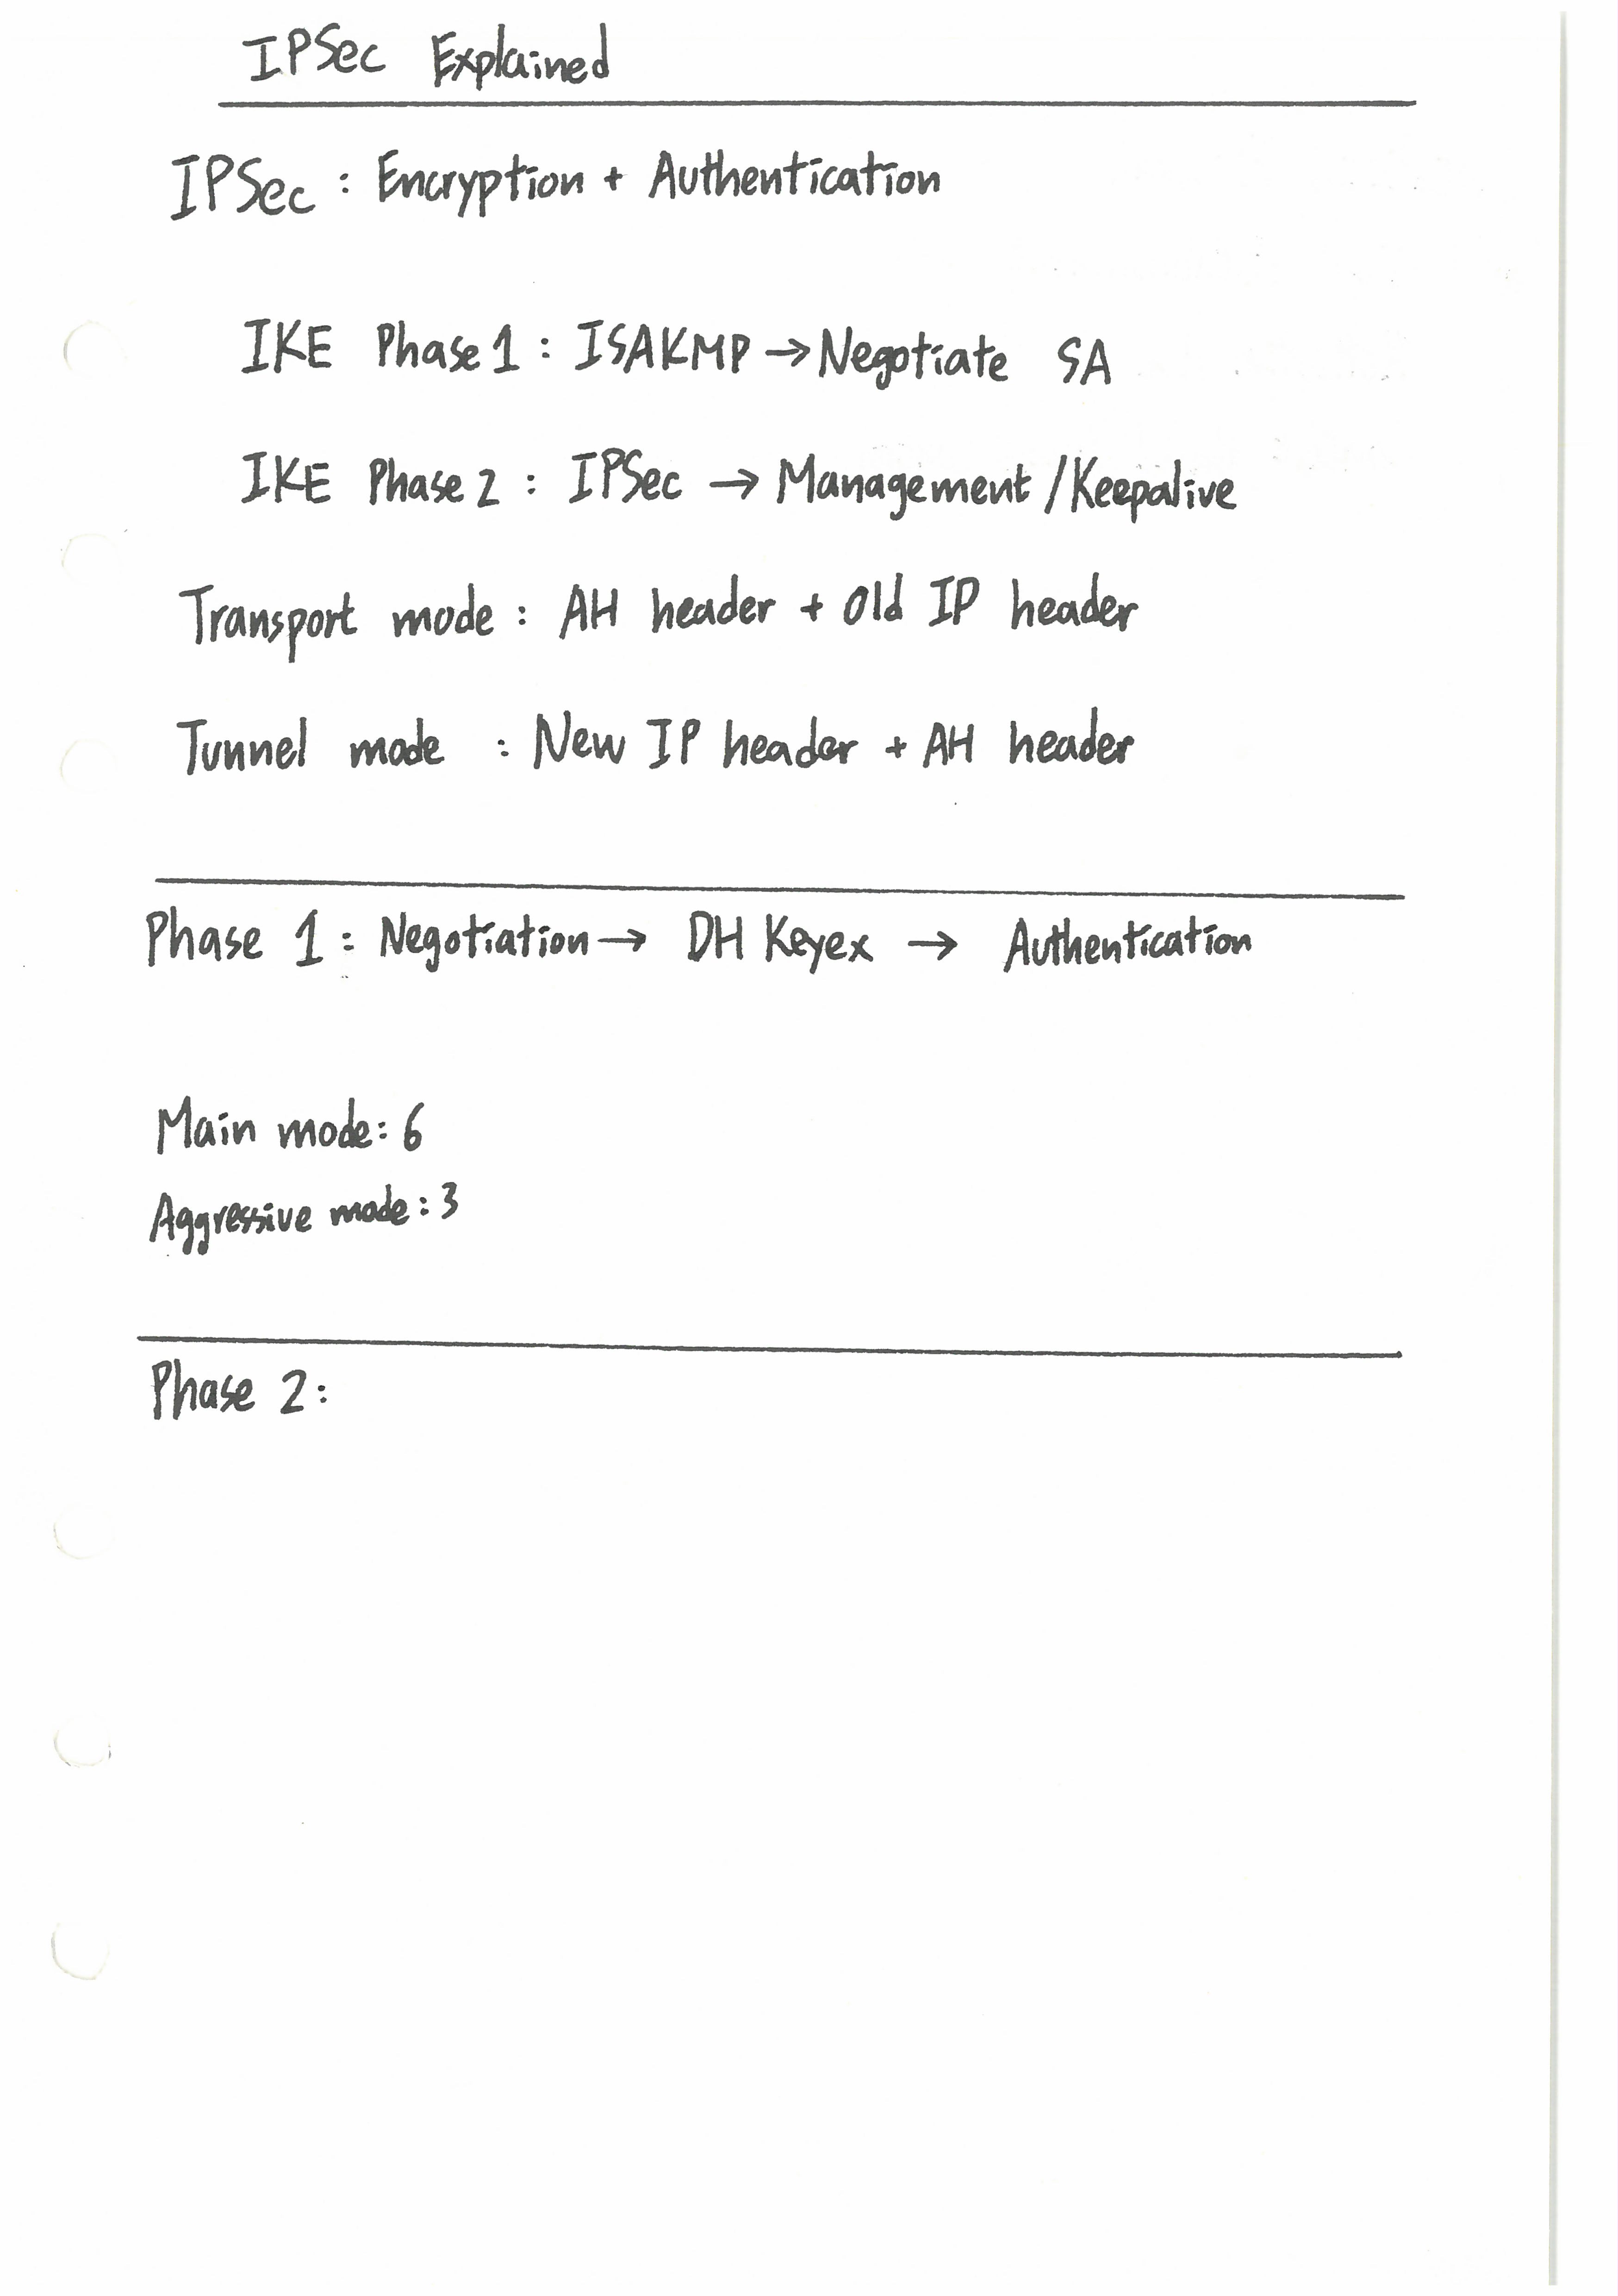 IPSec Explained
IPSec : Encryption + Authentication
IKE Phase 1 : ISAKMP → Negotiate SA
IKE Phase 2 : IPSec → Management / Keepalive
Transport mode : AH header + Old IP header
Tunnel mode : New IP header + AH header
Phase 1 : Negotiation → DH Keyex → Authentication
Main mode: 6
Aggressive mode: 3
Phase 2: